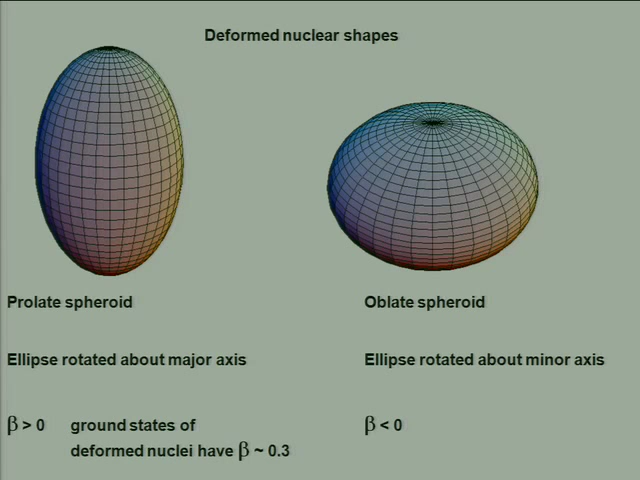 Deformed nuclear shapes
Prolate spheroid
Oblate spheroid
Ellipse rotated about major axis
Ellipse rotated about minor axis
β > 0 ground states of
deformed nuclei have β ~ 0.3
β < 0